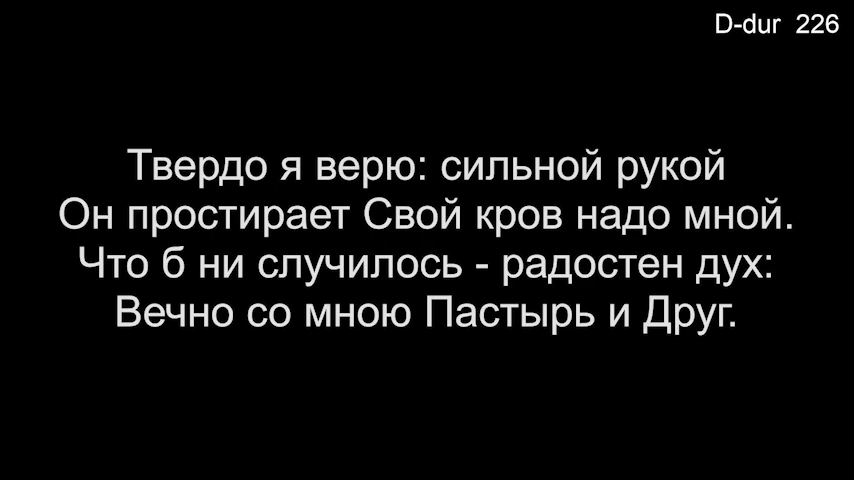 D-dur 226
Твердо я верю: сильной рукой
Он простирает Свой кров надо мной.
Что б ни случилось - радостен дух:
Вечно со мною Пастырь и Друг.